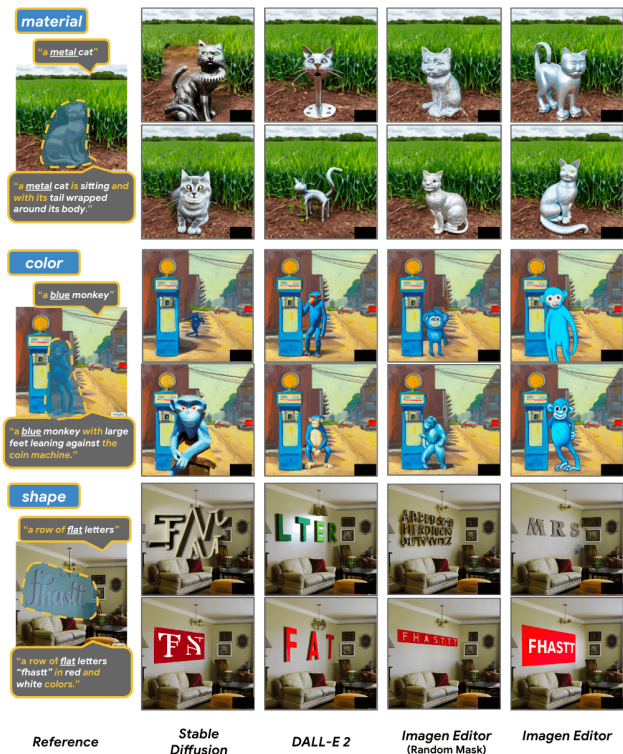 material
"a metal cat"
"a metal cat is sitting and
with its tail wrapped
around its body."
color
"a blue monkey"
"a blue monkey with large
feet leaning against the
coin machine."
shape
"a row of flat letters"
fhastt
"a row of flat letters
"fhastt" in red and
white colors."
LTER
MRS
FAT
FHASTTT
FHASTT
Reference
Stable
Diffusion
DALL-E 2
Imagen Editor
(Random Mask)
Imagen Editor